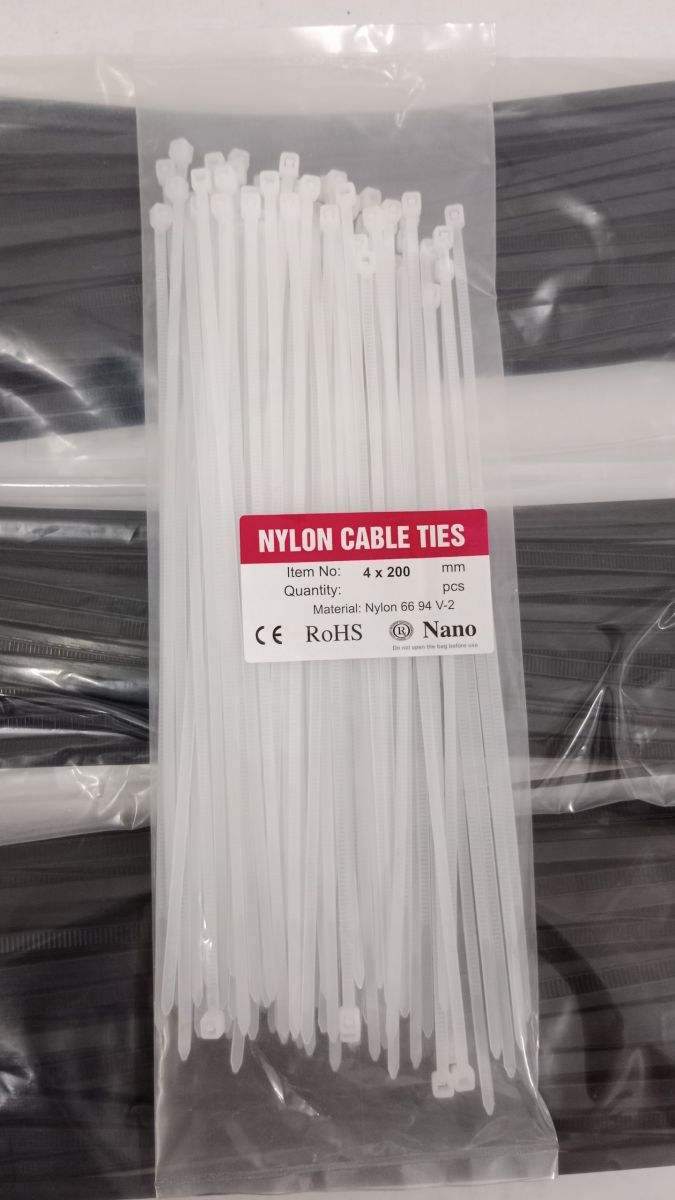 NYLON CABLE TIES
Item No: 4 x 200 mm
Quantity: pcs
Material: Nylon 66 94 V-2
CE RoHS ® Nano
Do not open the bag before use